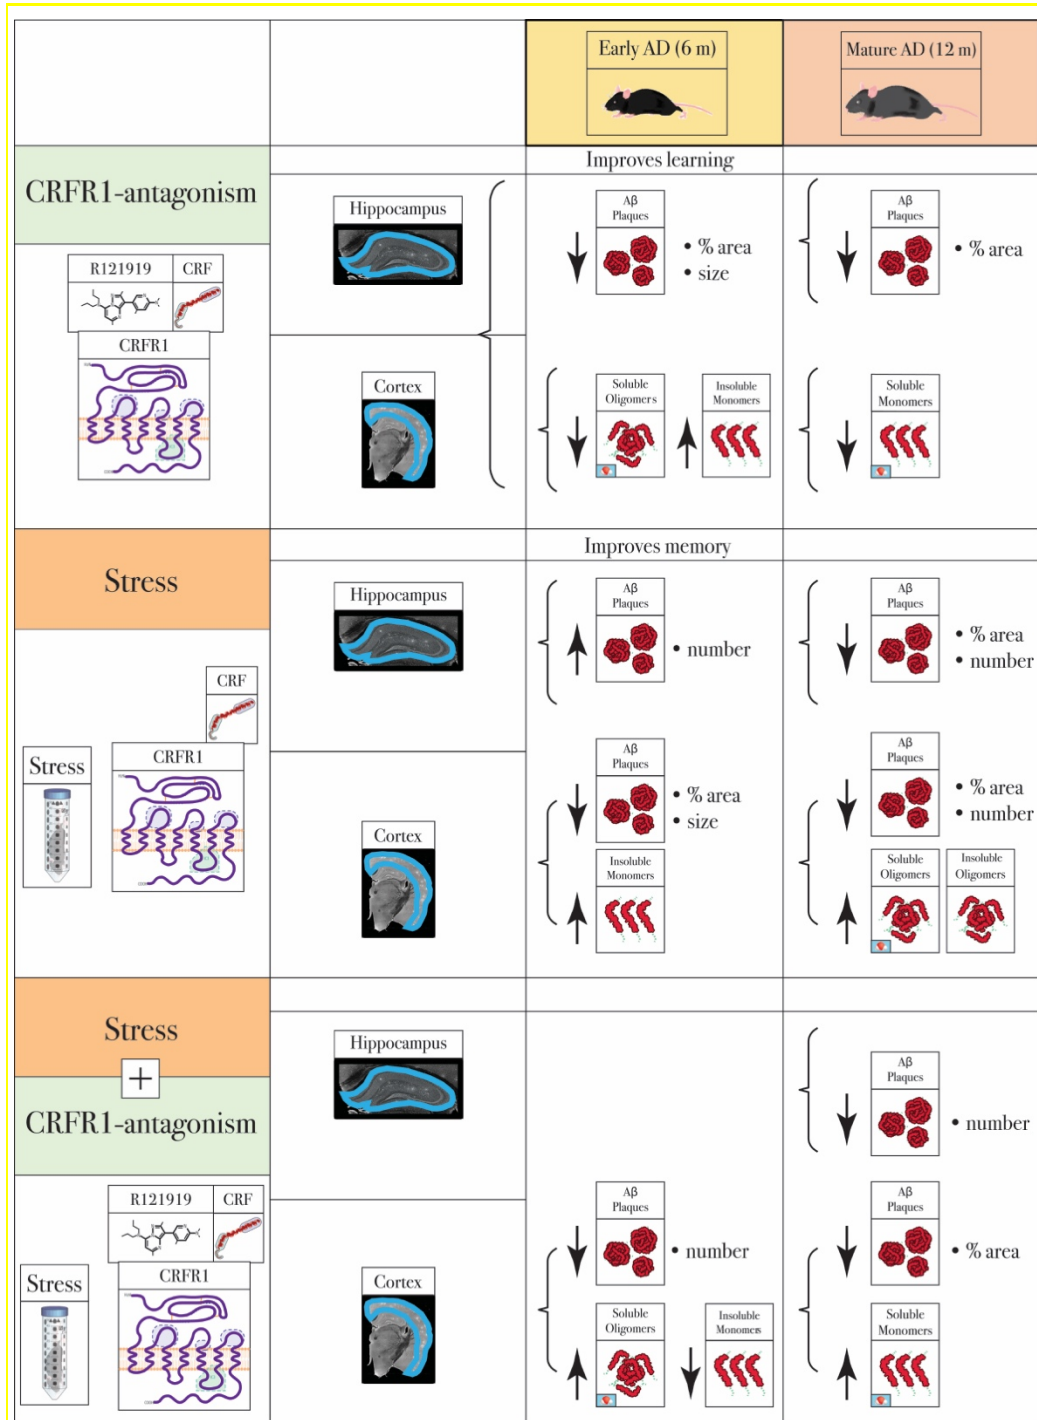 Early AD (6 m)
Mature AD (12 m)
CRFR1-antagonism
Improves learning
Hippocampus
Aβ
Plaques
• % area
• size
Aβ
Plaques
• % area
R121919
CRF
CRFR1
Cortex
Soluble
Oligomers
Insoluble
Monomers
Soluble
Monomers
Stress
Improves memory
Hippocampus
Aβ
Plaques
• number
Aβ
Plaques
• % area
• number
CRF
Stress
CRFR1
Cortex
Aβ
Plaques
• % area
• size
Insoluble
Monomers
Aβ
Plaques
• % area
• number
Soluble
Oligomers
Insoluble
Oligomers
Stress
+
CRFR1-antagonism
Hippocampus
Aβ
Plaques
• number
R121919
CRF
Stress
CRFR1
Cortex
Aβ
Plaques
• number
Soluble
Oligomers
Insoluble
Monomers
Aβ
Plaques
• % area
Soluble
Monomers